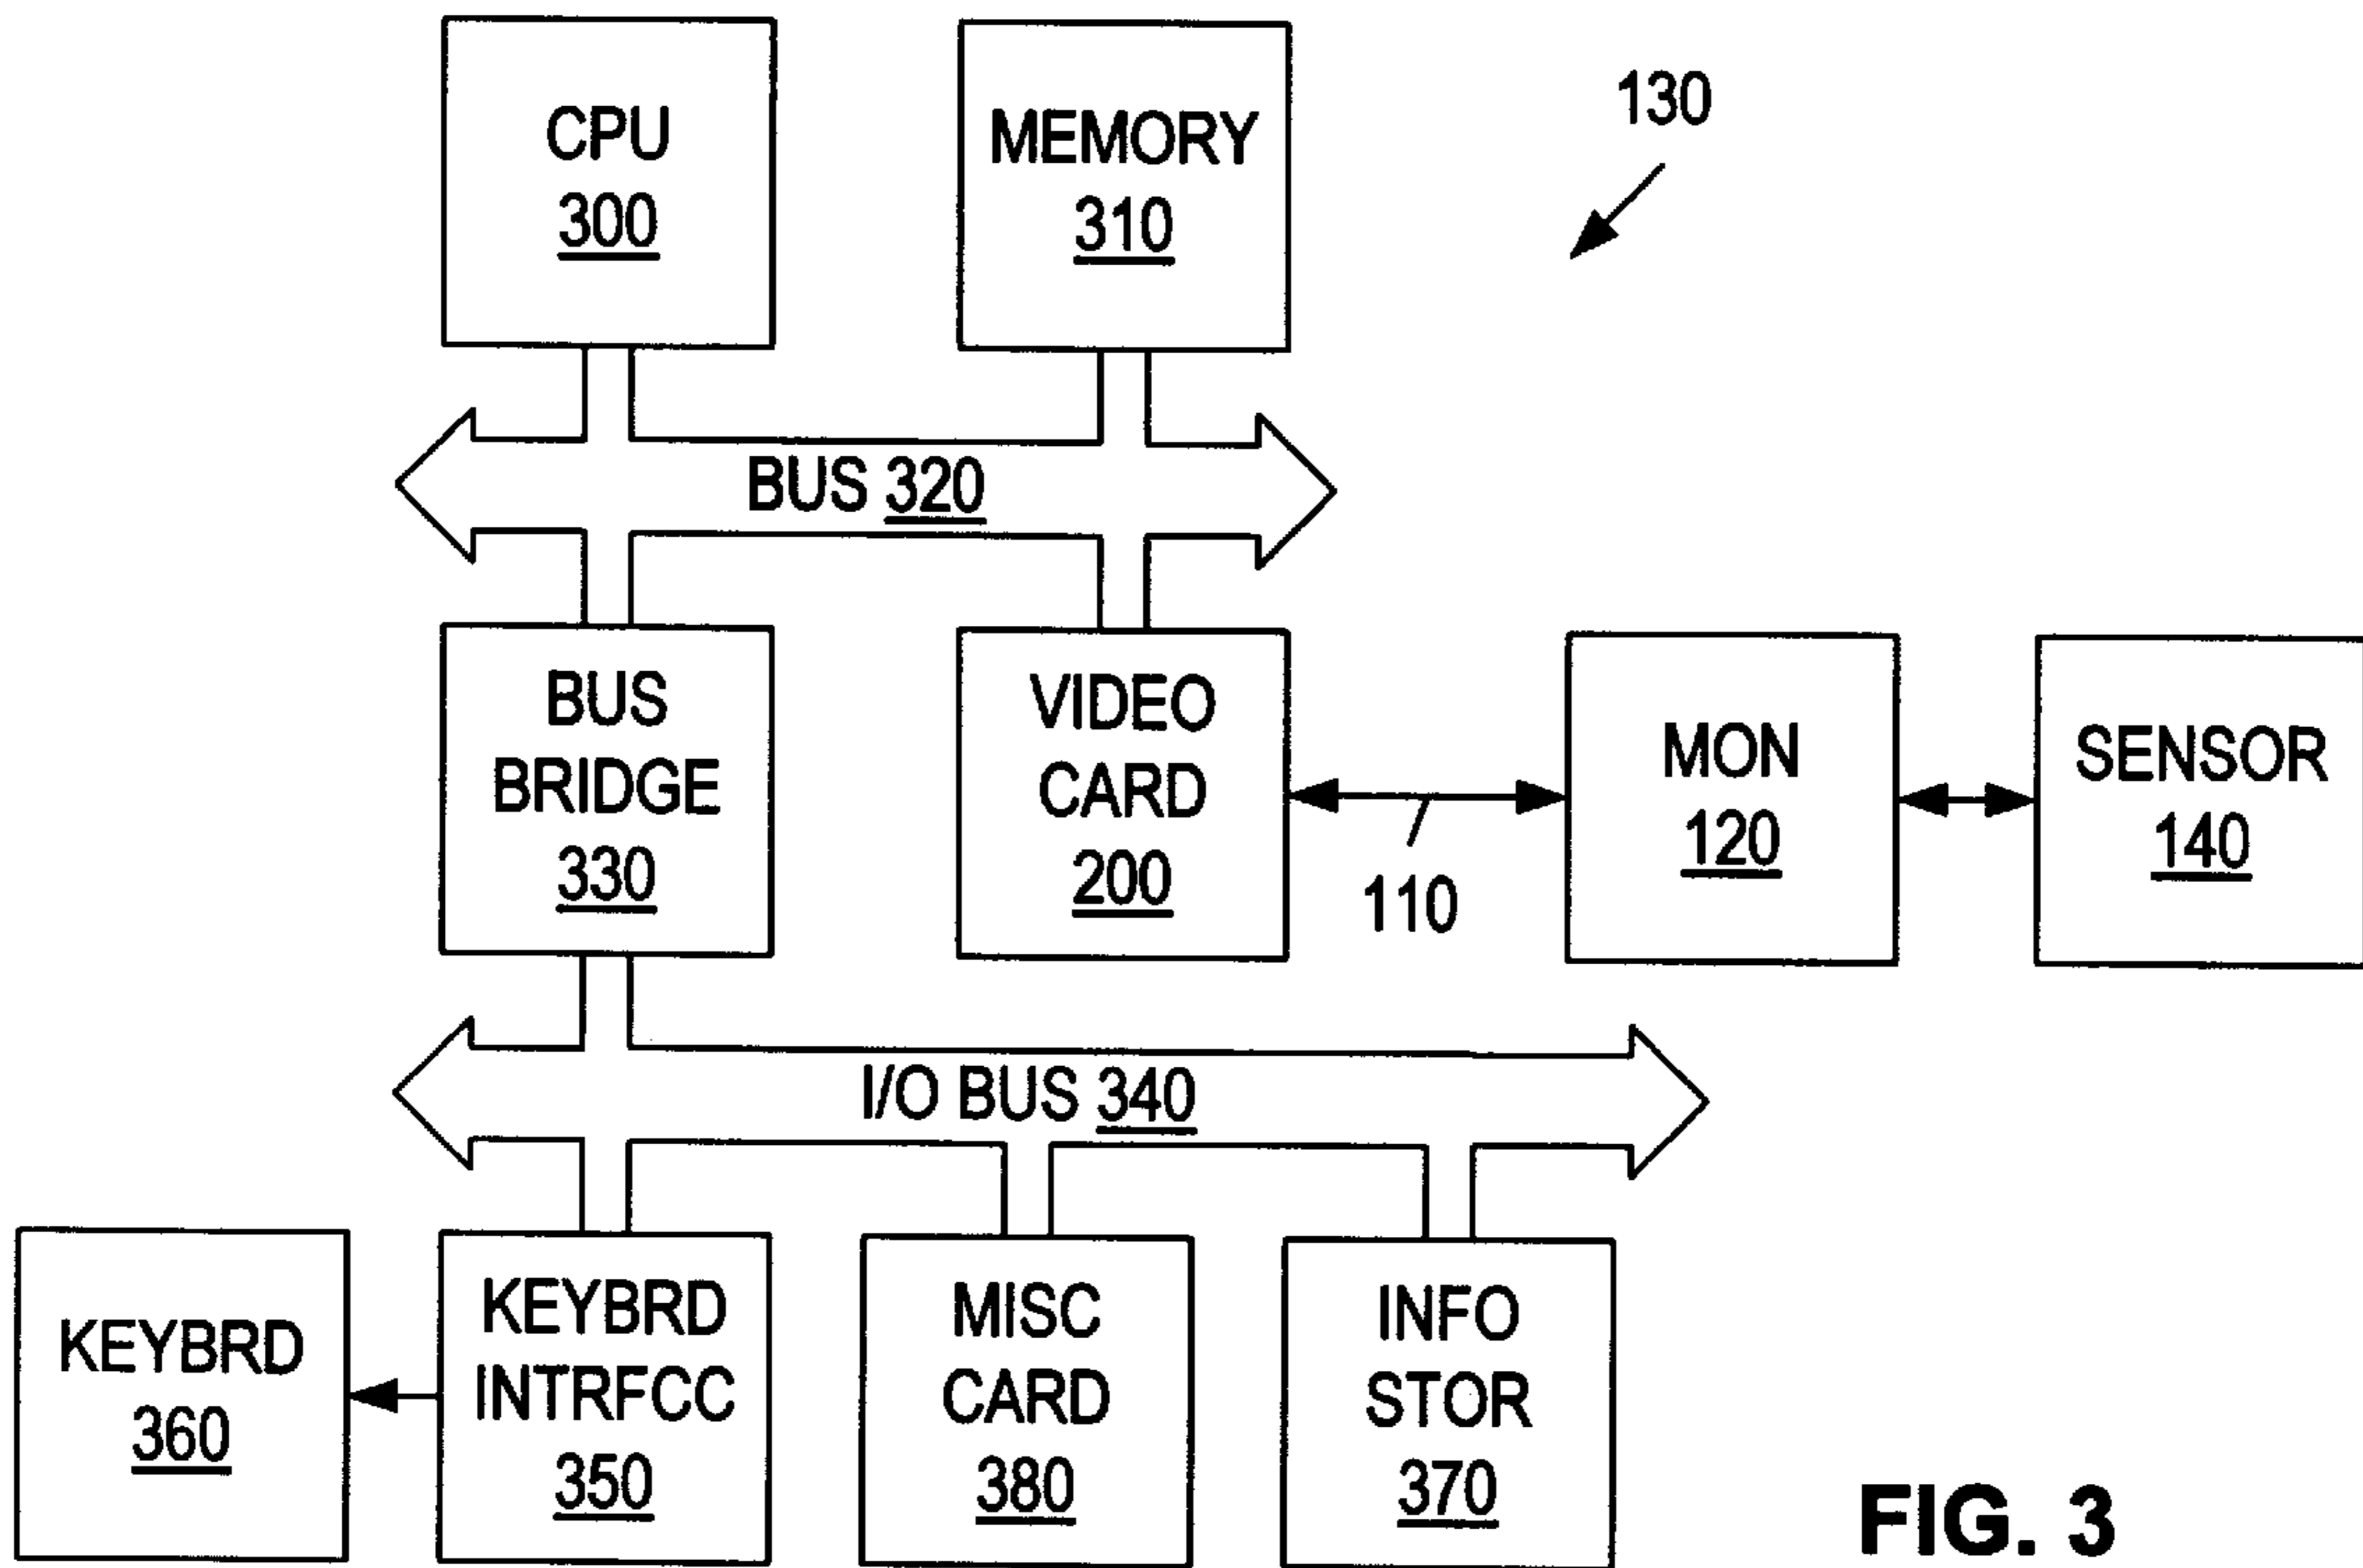 CPU
300
MEMORY
310
130
BUS 320
BUS
BRIDGE
330
VIDEO
CARD
200
110
MON
120
SENSOR
140
I/O BUS 340
KEYBRD
360
KEYBRD
INTRFCC
350
MISC
CARD
380
INFO
STOR
370
FIG. 3